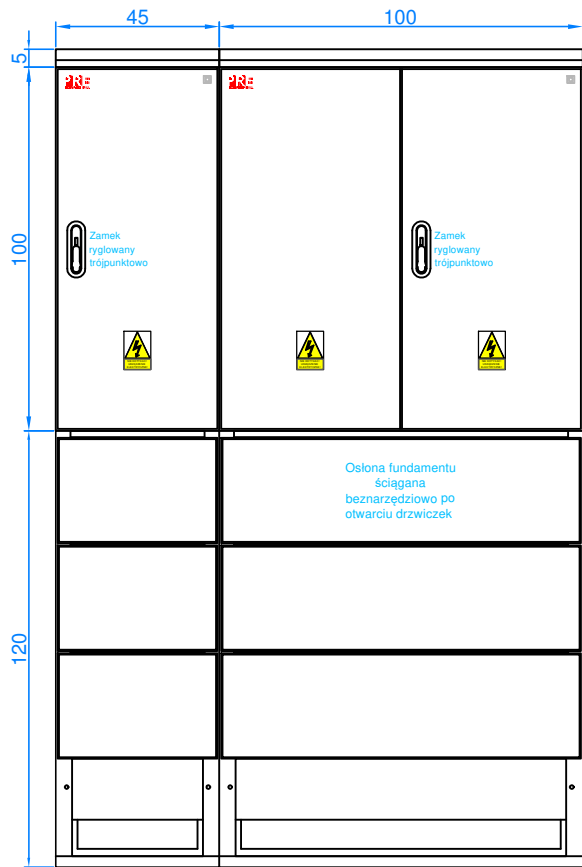 45
100
5
PRE
PRE
100
Zamek
ryglowany
trójpunktowo
Zamek
ryglowany
trójpunktowo
Osłona fundamentu
ściągana
beznarzędziowo po
otwarciu drzwiczek
120